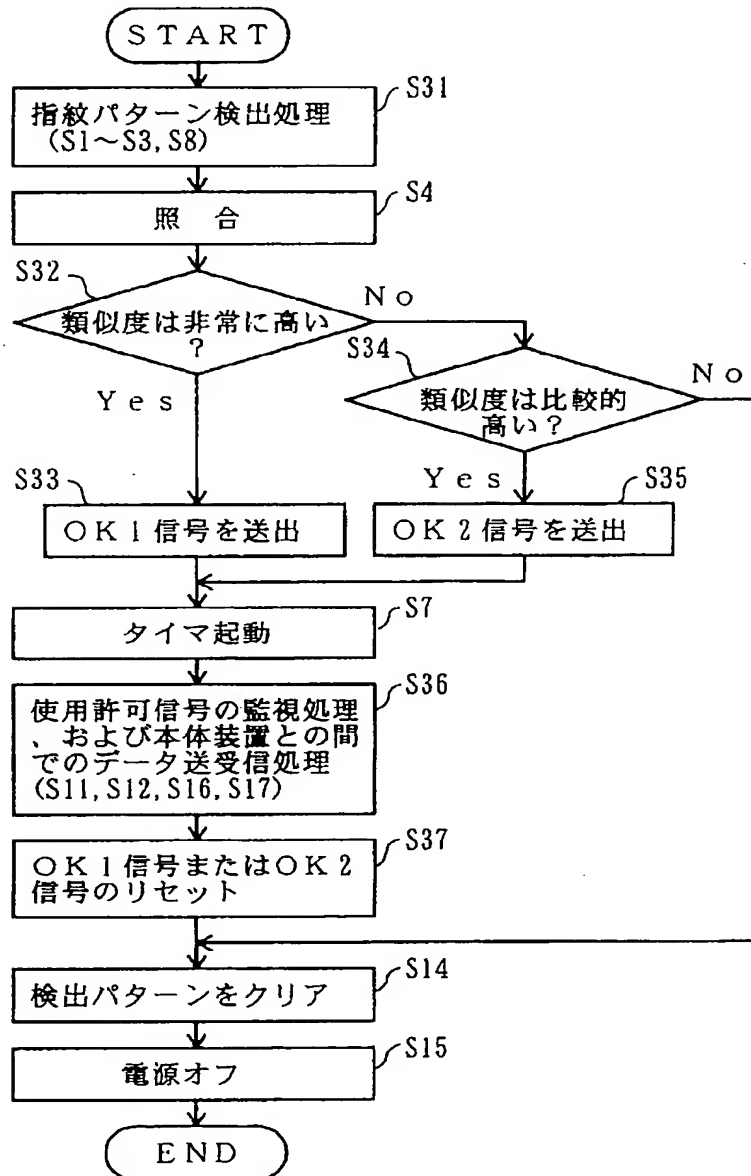 START
S31
指紋パターン検出処理
(S1~S3,S8)
S4
照 合
S32
類似度は非常に高い
?
No
Yes
S34
類似度は比較的
高い?
No
Yes
S33
OK1信号を送出
S35
OK2信号を送出
S7
タイマ起動
S36
使用許可信号の監視処理
、および本体装置との間
でのデータ送受信処理
(S11,S12,S16,S17)
S37
OK1信号またはOK2
信号のリセット
S14
検出パターンをクリア
S15
電源オフ
END